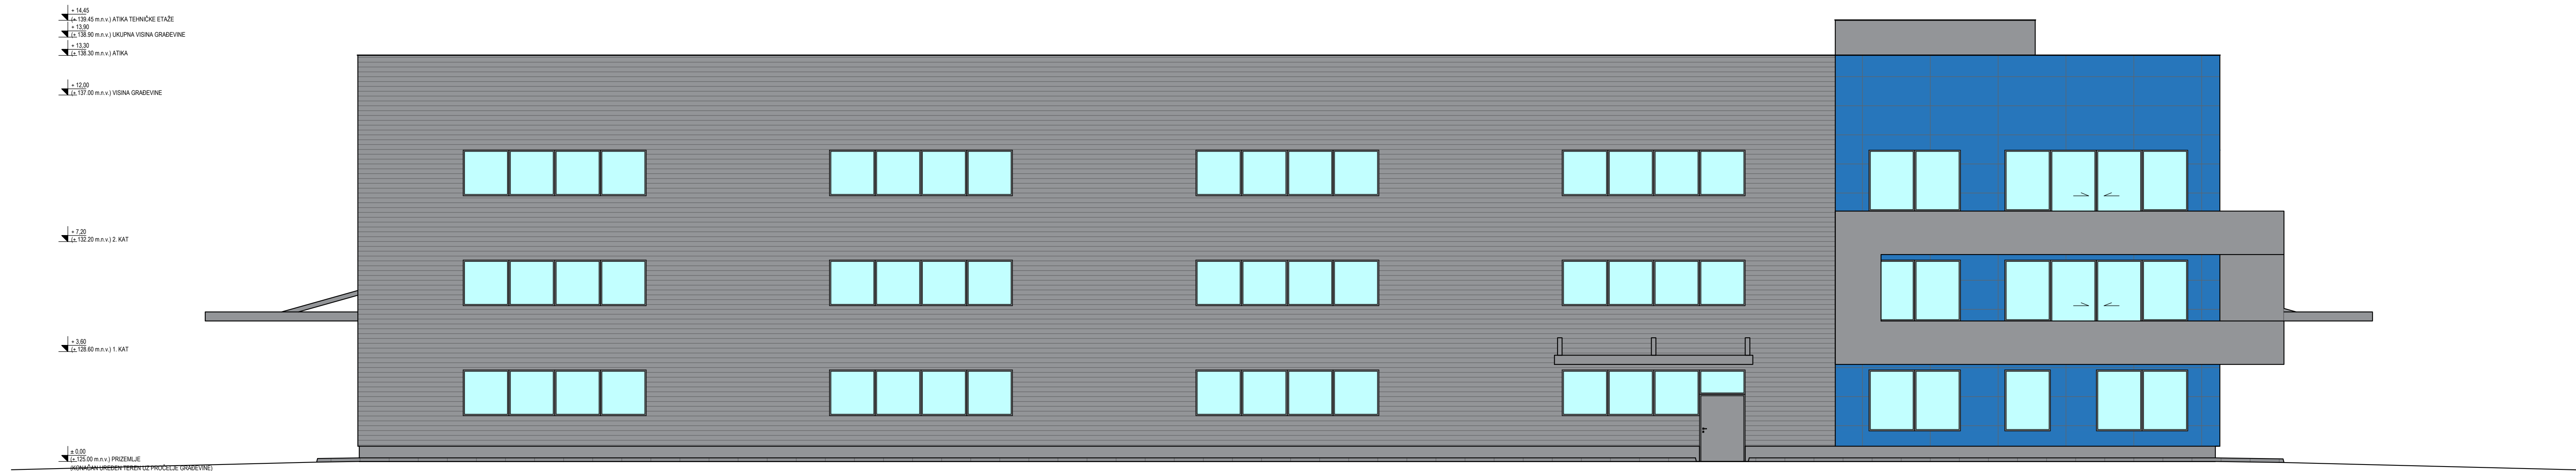 + 14,45
(+ 139.45 m.n.v.) ATIKA TEHNIČKE ETAŽE
+ 13,90
(+ 138.90 m.n.v.) UKUPNA VISINA GRAĐEVINE
+ 13,30
(+ 138.30 m.n.v.) ATIKA
+ 12,00
(+ 137.00 m.n.v.) VISINA GRAĐEVINE
+ 7,20
(+ 132.20 m.n.v.) 2. KAT
+ 3,60
(+ 128.60 m.n.v.) 1. KAT
± 0,00
(+ 125.00 m.n.v.) PRIZEMLJE
(KONAČAN UREĐEN TEREN UZ PROČELJE GRAĐEVINE)